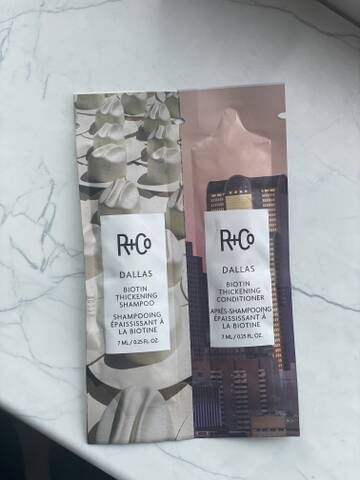 R+Co
DALLAS
BIOTIN
THICKENING
SHAMPOO
SHAMPOOING
ÉPAISSISSANT À
LA BIOTINE
7 ML / 0.25 FL. OZ.
R+Co
DALLAS
BIOTIN
THICKENING
CONDITIONER
APRÈS-SHAMPOOING
ÉPAISSISSANT À
LA BIOTINE
7 ML / 0.25 FL. OZ.